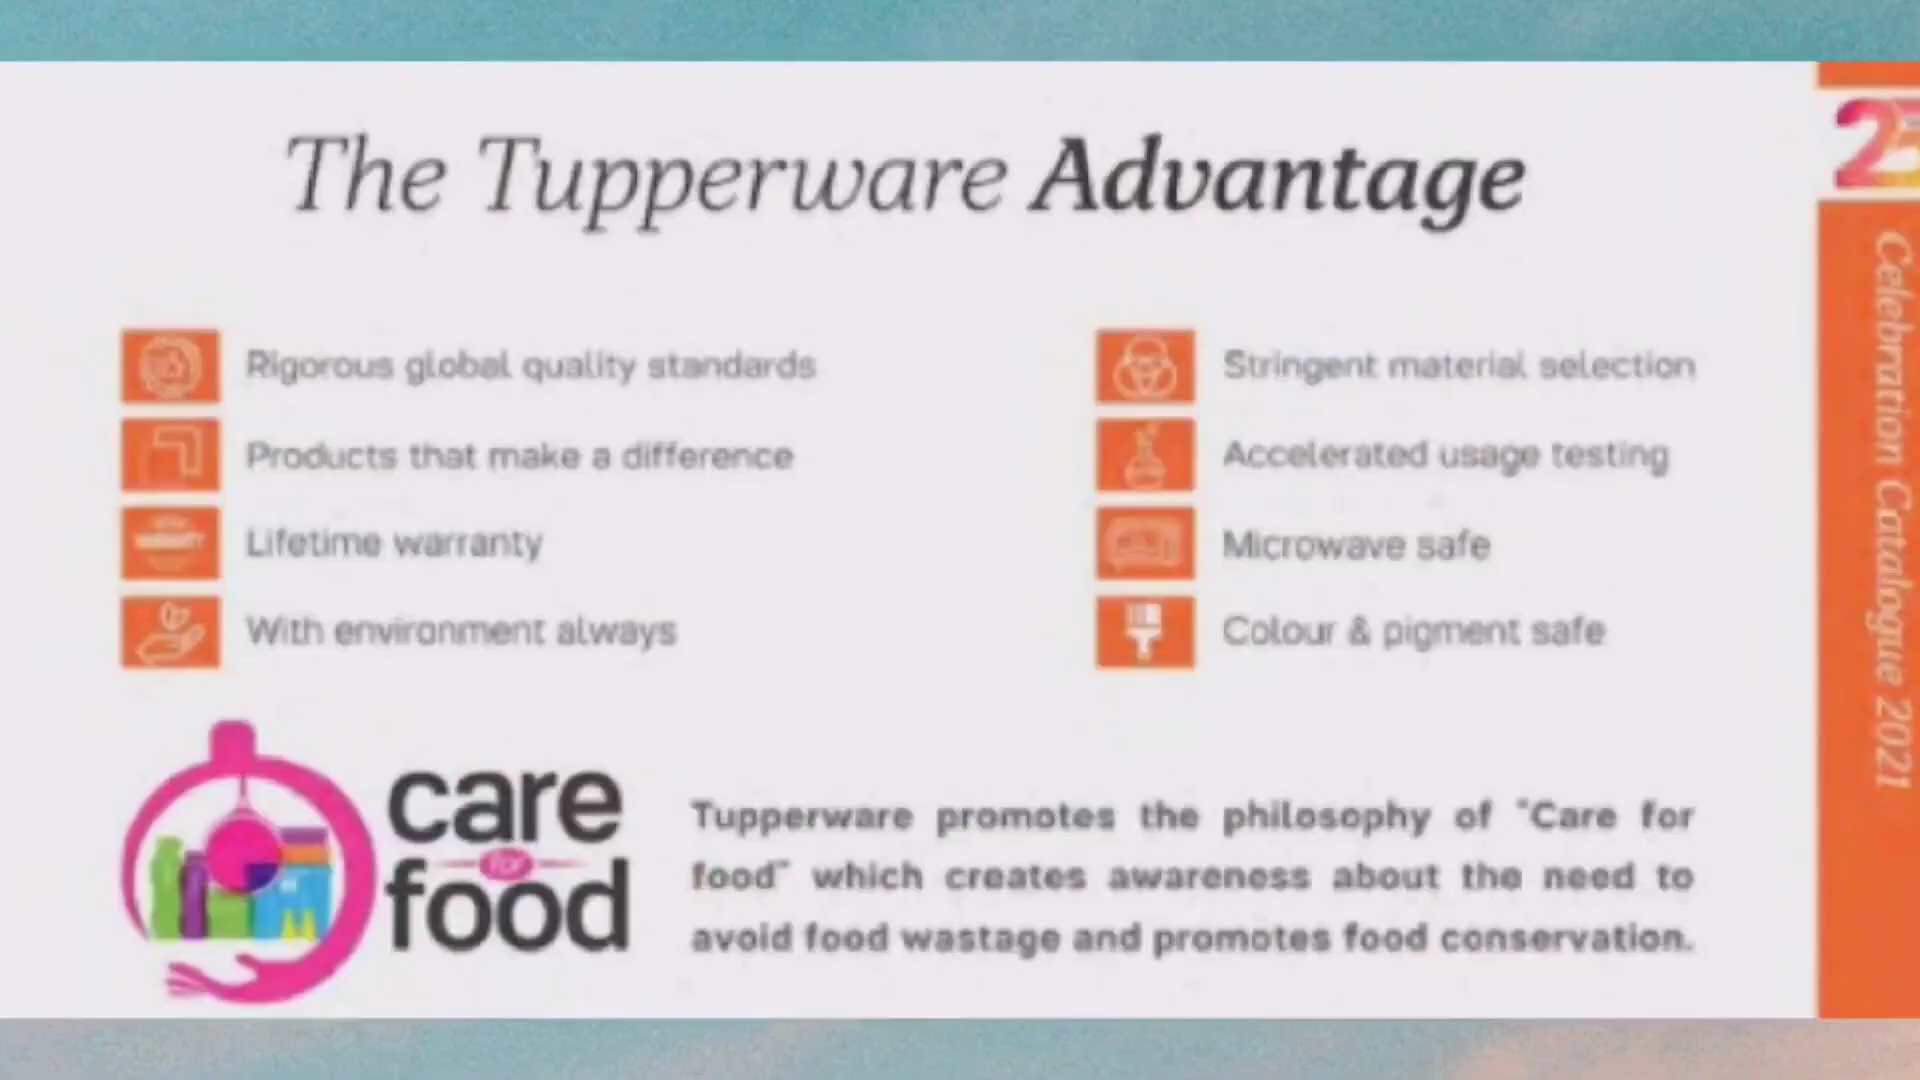 The Tupperware Advantage
Rigorous global quality standards
Products that make a difference
Lifetime warranty
With environment always
Stringent material selection
Accelerated usage testing
Microwave safe
Colour & pigment safe
care
for
food
Tupperware promotes the philosophy of "Care for
food" which creates awareness about the need to
avoid food wastage and promotes food conservation.
25
Celebration Catalogue 2021